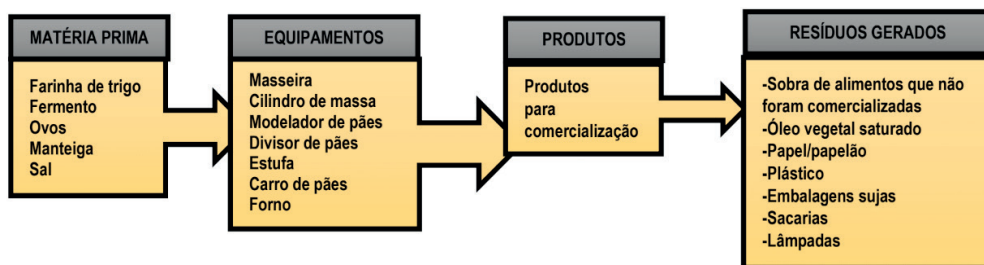 MATÉRIA PRIMA
Farinha de trigo
Fermento
Ovos
Manteiga
Sal
EQUIPAMENTOS
Masseira
Cilindro de massa
Modelador de pães
Divisor de pães
Estufa
Carro de pães
Forno
PRODUTOS
Produtos
para
comercialização
RESÍDUOS GERADOS
-Sobra de alimentos que não
foram comercializadas
-Óleo vegetal saturado
-Papel/papelão
-Plástico
-Embalagens sujas
-Sacarias
-Lâmpadas